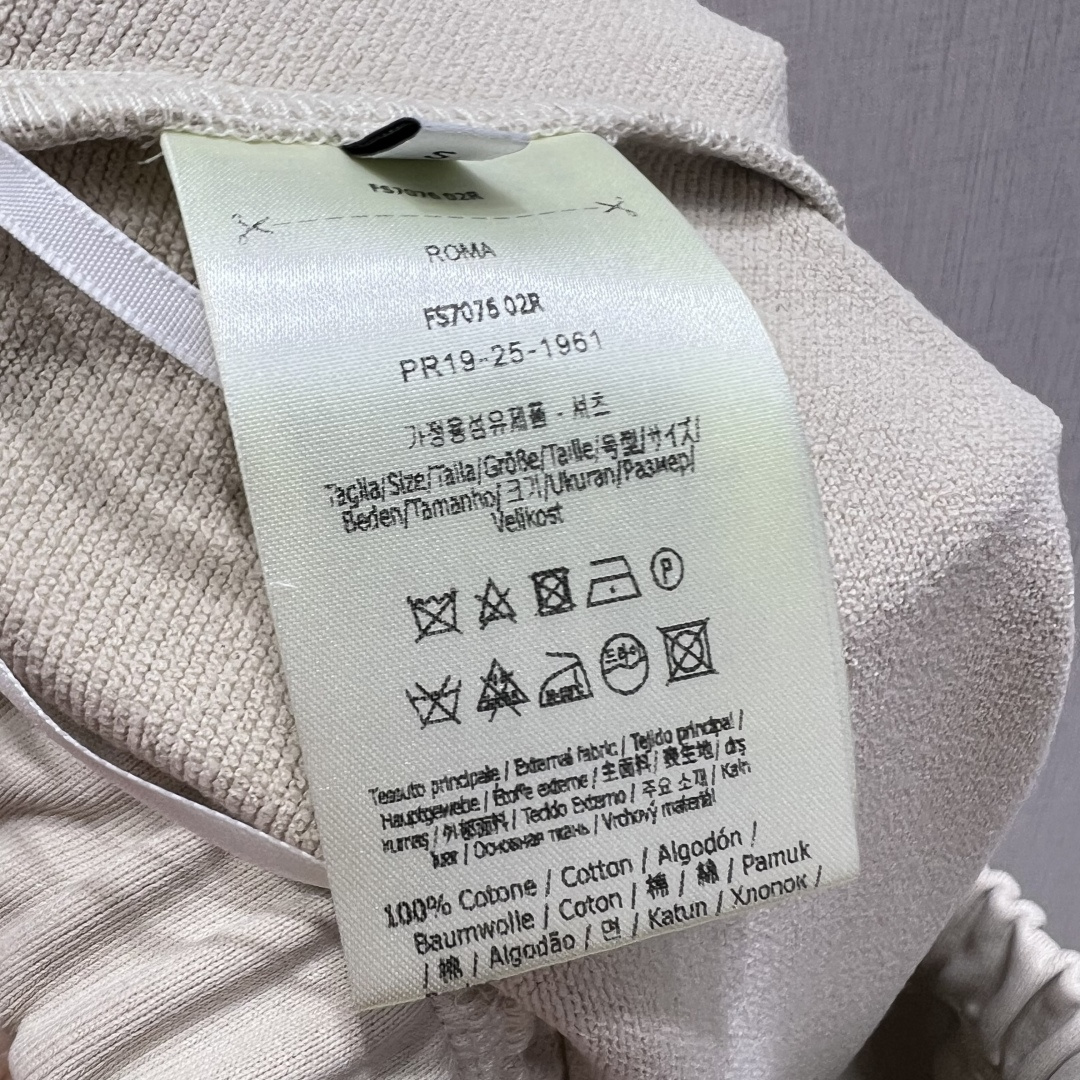 FS7076 02R
ROMA
FS7076 02R
PR19-25-1961
가정용섬유제품 - 셔츠
Taglia/Size/Talla/Größe/Taille/号型/サイズ/
Beden/Tamanho/크기/Ukuran/Размер/
Velikost
P
드라이
Tessuto principale / External fabric / Tejido principal /
Hauptgewebe / Étoffe externe / 主面料 / 表生地 / dış
kumaş / 外部面料 / Tecido Externo / 주요 소재 / Kain
luar / Основная ткань / Vrchový materiál
100% Cotone / Cotton / Algodón /
Baumwolle / Coton / 棉 / 綿 / Pamuk
/ 棉 / Algodão / 면 / Katun / Хлопок /